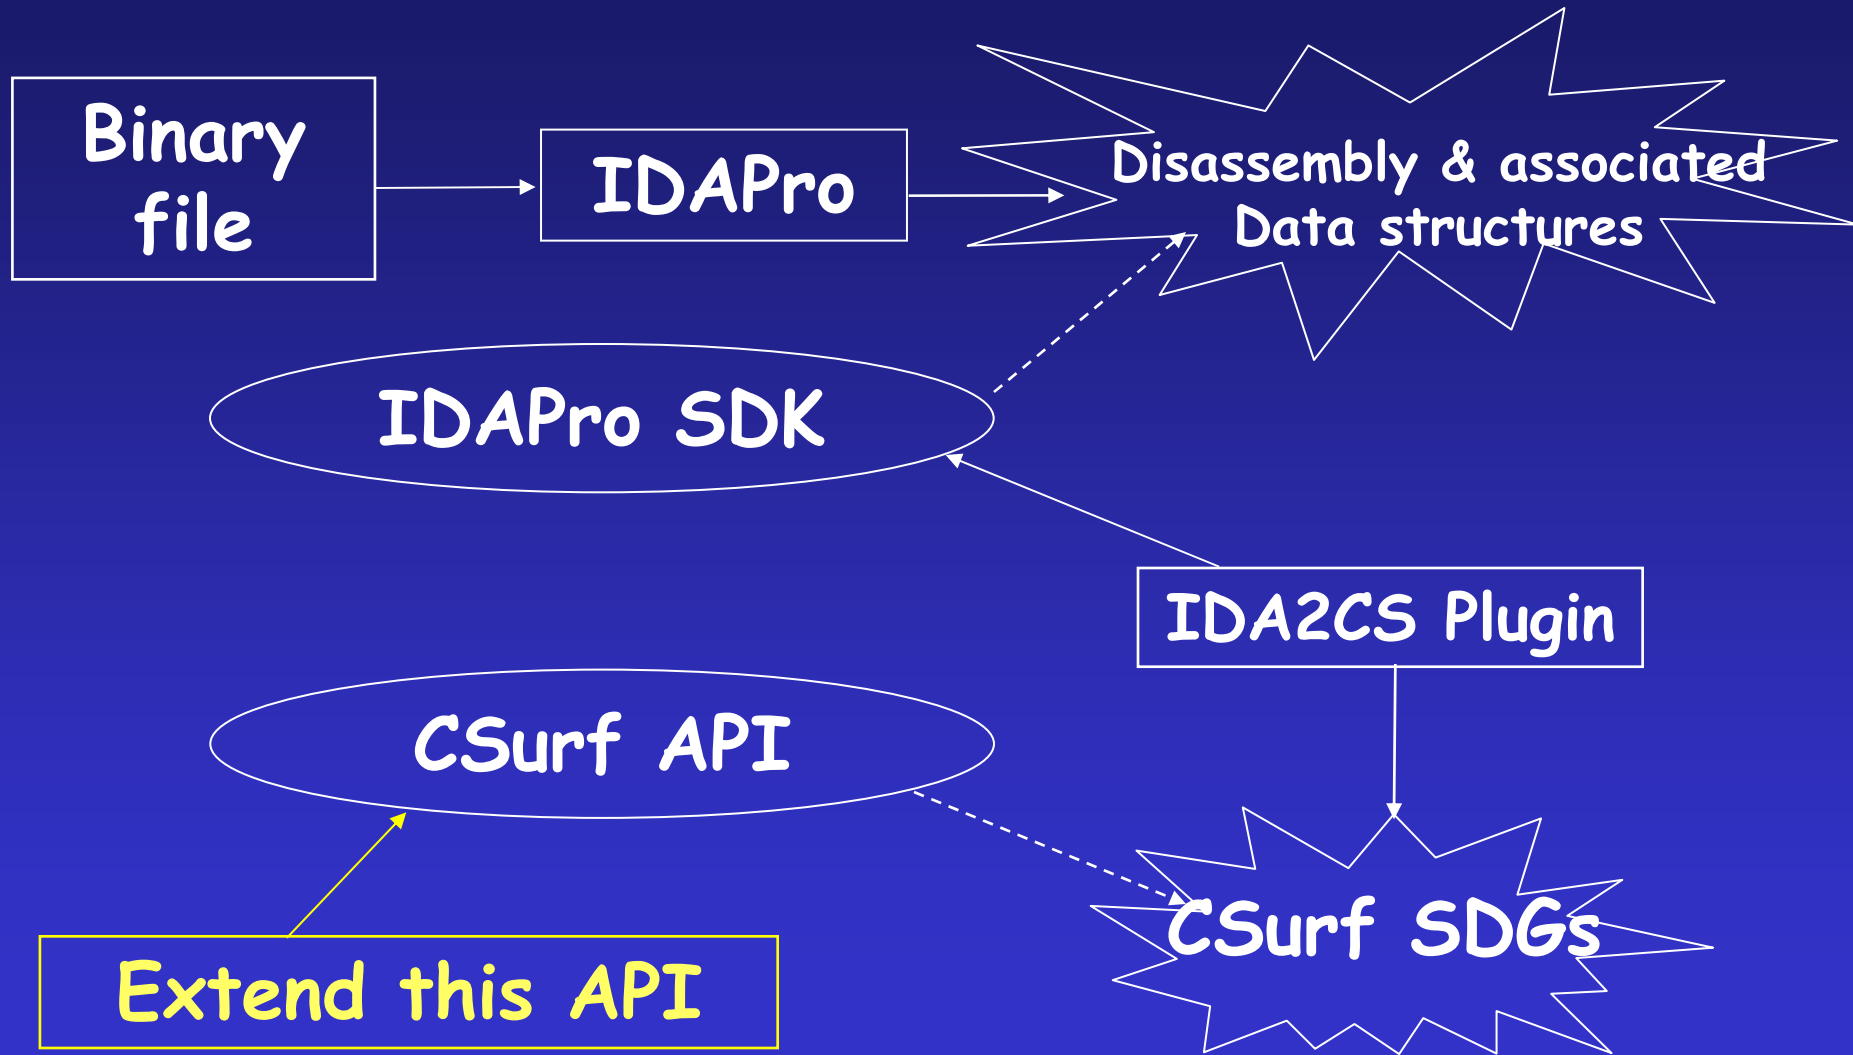 Binary
file
IDAPro
Disassembly & associated
Data structures
IDAPro SDK
IDA2CS Plugin
CSurf API
CSurf SDGs
Extend this API